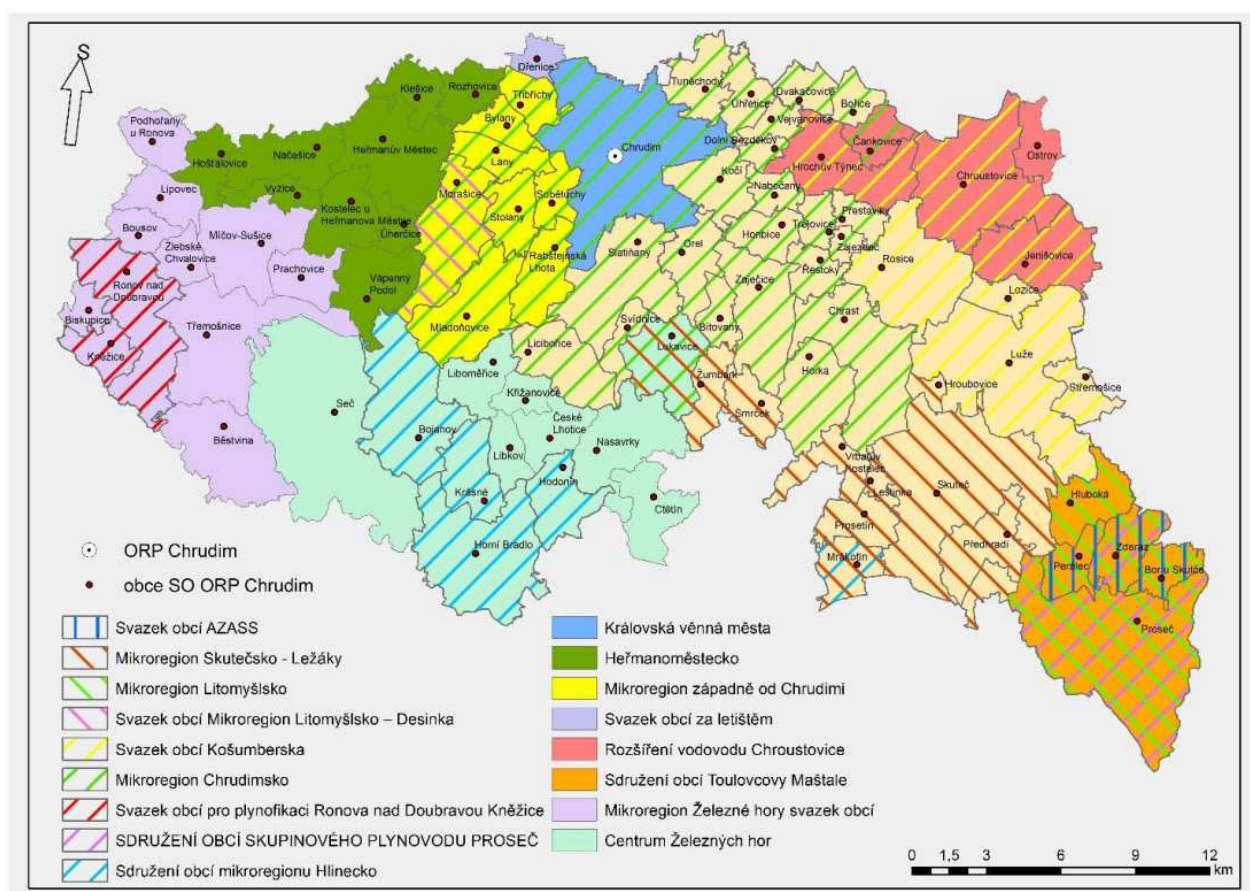 S
Dřenice
Klešice
Rozhovice
Tuněchody
Třibřichy
Úhřetice
Dvakačovice
Bořice
Podhořany
u Ronova
Bylany
Vejvanovice
Hošťalovice
Načešice
Heřmanův Městec
Lány
Chrudim
Dolní Bezděkov
Hrochův Týnec
Čankovice
Ostrov
Chroustovice
Lipovec
Vyžice
Morašice
Kočí
Kostelec u
Heřmanova Městce
Stolany
Sobětuchy
Nabočany
Úherčice
Přestavlky
Bousov
Míčov-Sušice
Honbice
Trojovice
Zájezdec
Žlebské
Chvalovice
Slatiňany
Orel
Rabštejnská
Lhota
Řestoky
Rosice
Jenišovice
Ronov nad
Doubravou
Prachovice
Vápenný
Podol
Zaječice
Lozice
Biskupice
Třemošnice
Mladoňovice
Svídnice
Bítovany
Chrast
Kněžice
Licibořice
Lukavice
Luže
Liboměřice
Žumberk
Horka
Hroubovice
Střemošice
Seč
Křižanovice
Smrček
Běstvina
Bojanov
České
Lhotice
Nasavrky
Libkov
Vrbatův
Kostelec
Hodonín
Leštinka
Skuteč
Krásné
Ctětín
Hluboká
Prosetín
Horní Bradlo
Předhradí
Mrákotín
Perálec
Zderaz
Bor u Skutče
Proseč
ORP Chrudim
obce SO ORP Chrudim
Svazek obcí AZASS
Mikroregion Skutečsko - Ležáky
Mikroregion Litomyšlsko
Svazek obcí Mikroregion Litomyšlsko – Desinka
Svazek obcí Košumberska
Mikroregion Chrudimsko
Svazek obcí pro plynofikaci Ronova nad Doubravou Kněžice
SDRUŽENÍ OBCÍ SKUPINOVÉHO PLYNOVODU PROSEČ
Sdružení obcí mikroregionu Hlinecko
Královská věnná města
Heřmanoměstecko
Mikroregion západně od Chrudimi
Svazek obcí za letištěm
Rozšíření vodovodu Chroustovice
Sdružení obcí Toulovcovy Maštale
Mikroregion Železné hory svazek obcí
Centrum Železných hor
0 1,5 3 6 9 12
km